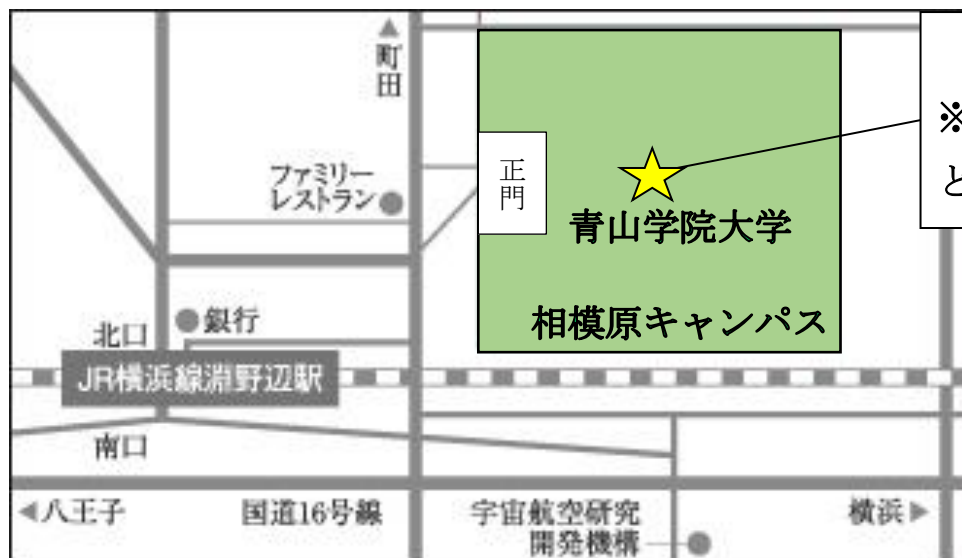 ▲
町
田
※
と
ファミリー
レストラン
正
門
青山学院大学
相模原キャンパス
北口
銀行
JR横浜線淵野辺駅
南口
◀八王子
国道16号線
宇宙航空研究
開発機構
横浜▶